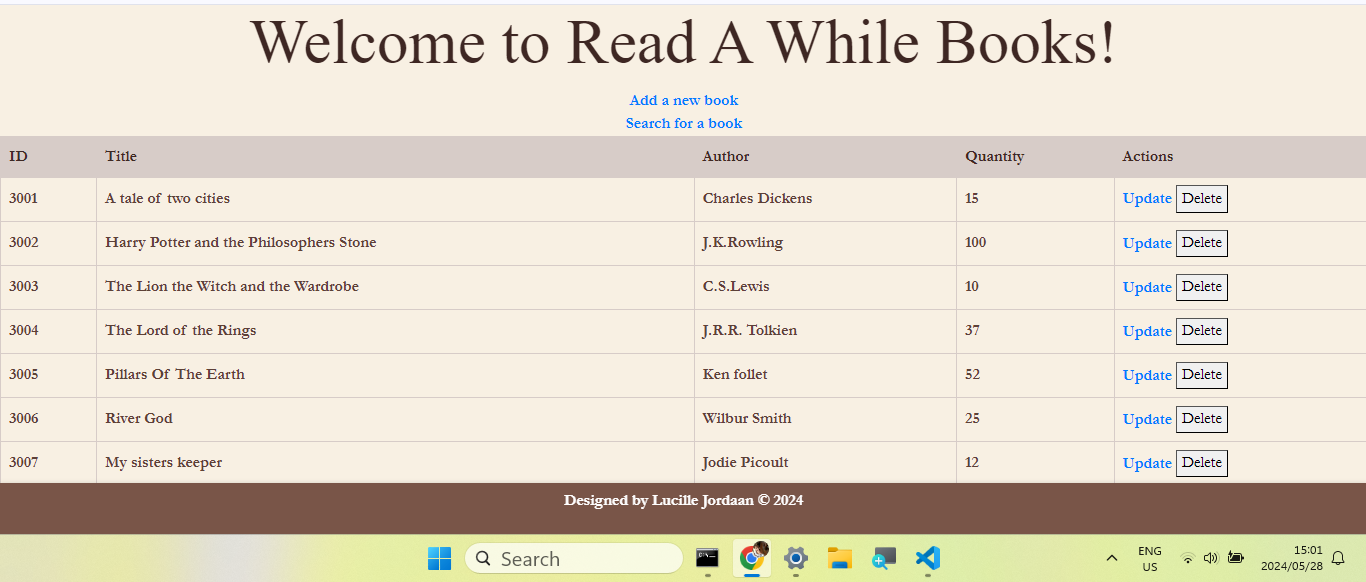 Welcome to Read A While Books!
Add a new book
Search for a book
ID Title Author Quantity Actions
3001 A tale of two cities Charles Dickens 15 Update Delete
3002 Harry Potter and the Philosophers Stone J.K.Rowling 100 Update Delete
3003 The Lion the Witch and the Wardrobe C.S.Lewis 10 Update Delete
3004 The Lord of the Rings J.R.R. Tolkien 37 Update Delete
3005 Pillars Of The Earth Ken follet 52 Update Delete
3006 River God Wilbur Smith 25 Update Delete
3007 My sisters keeper Jodie Picoult 12 Update Delete
Designed by Lucille Jordaan © 2024
Search ENG 15:01
US 2024/05/28